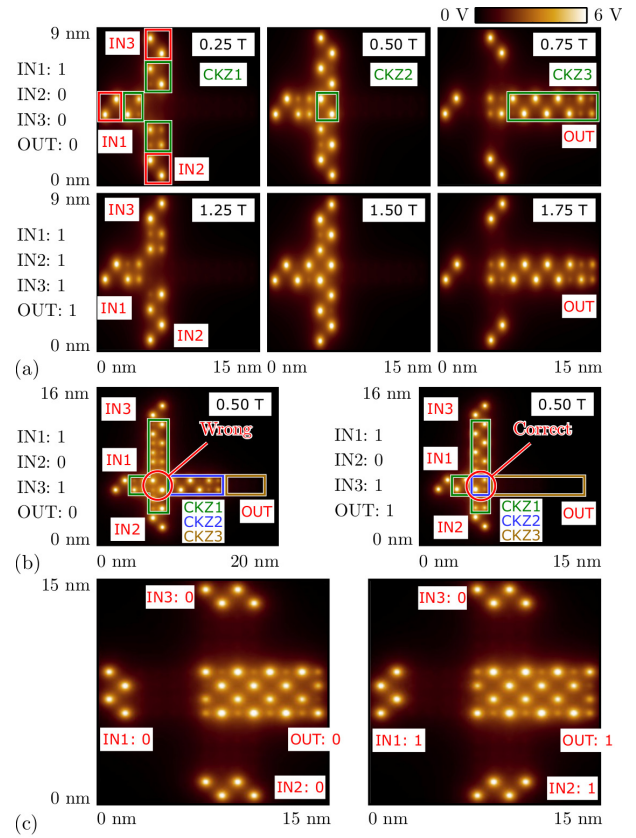 0 V 6 V
9 nm
IN3 0.25 T 0.50 T 0.75 T
IN1: 1
IN2: 0
IN3: 0
OUT: 0
CKZ1 CKZ2 CKZ3
IN1 OUT
IN2
0 nm
9 nm
IN3 1.25 T 1.50 T 1.75 T
IN1: 1
IN2: 1
IN3: 1
OUT: 1
IN1 IN2 OUT
0 nm
(a) 0 nm 15 nm 0 nm 15 nm
16 nm
IN3 0.50 T
IN1: 1
IN2: 0
IN3: 1
OUT: 0
Wrong
IN1
IN2
CKZ1
CKZ2
CKZ3
OUT
0 nm
(b) 0 nm 20 nm
16 nm
IN3 0.50 T
IN1: 1
IN2: 0
IN3: 1
OUT: 1
Correct
IN1
IN2
CKZ1
CKZ2
CKZ3
OUT
0 nm
0 nm 15 nm
15 nm
IN3: 0 IN3: 0
IN1: 0 OUT: 0 IN1: 1 OUT: 1
IN2: 0 IN2: 1
0 nm
(c) 0 nm 15 nm 0 nm 15 nm